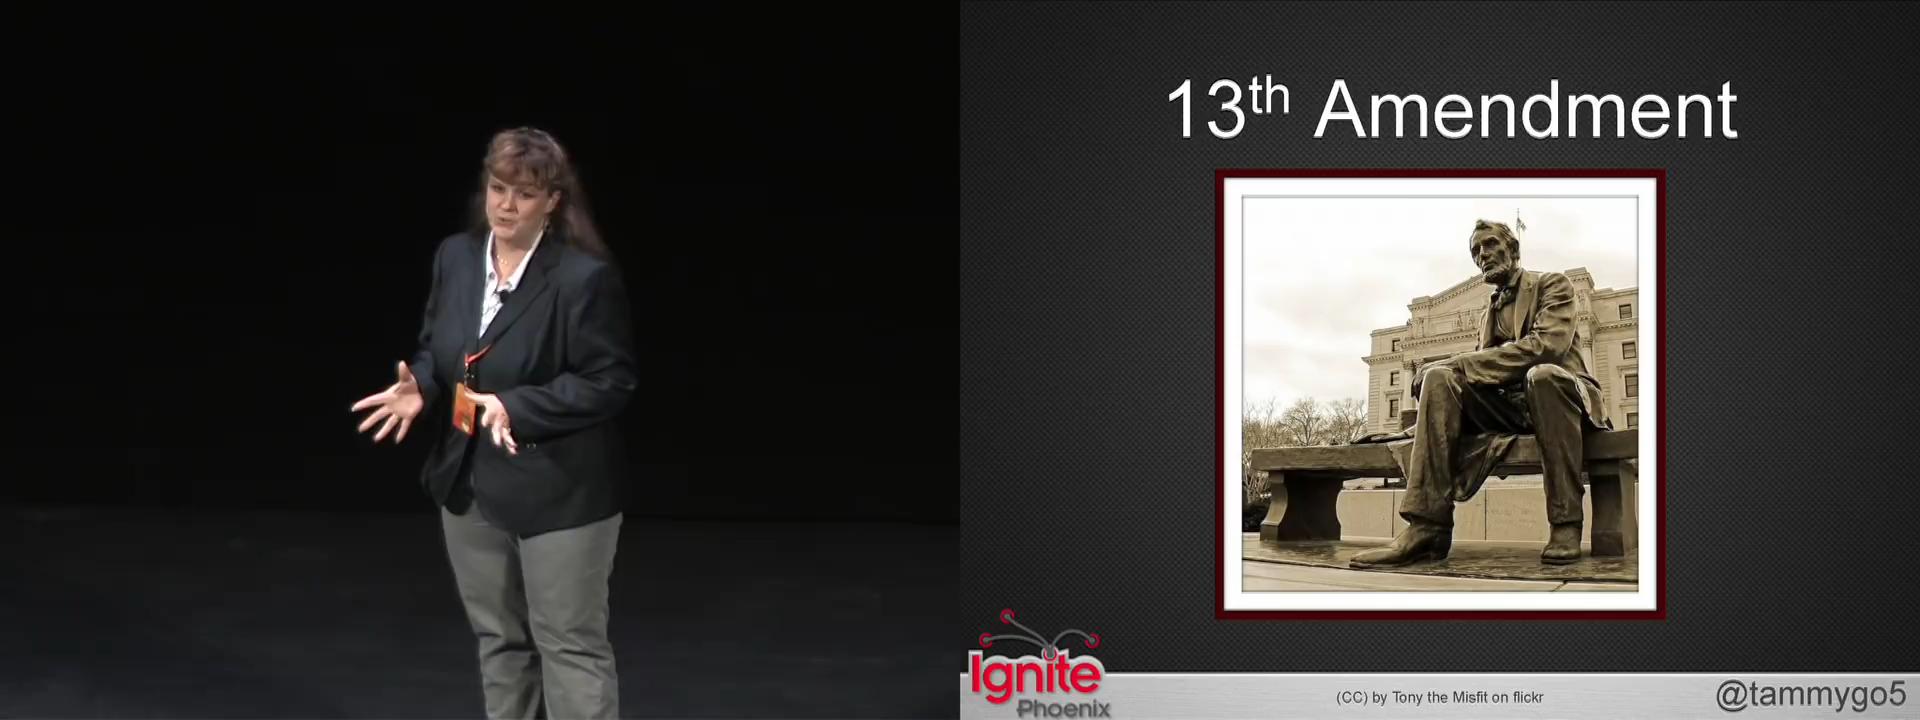 13th Amendment
Ignite
Phoenix
(CC) by Tony the Misfit on flickr
@tammygo5